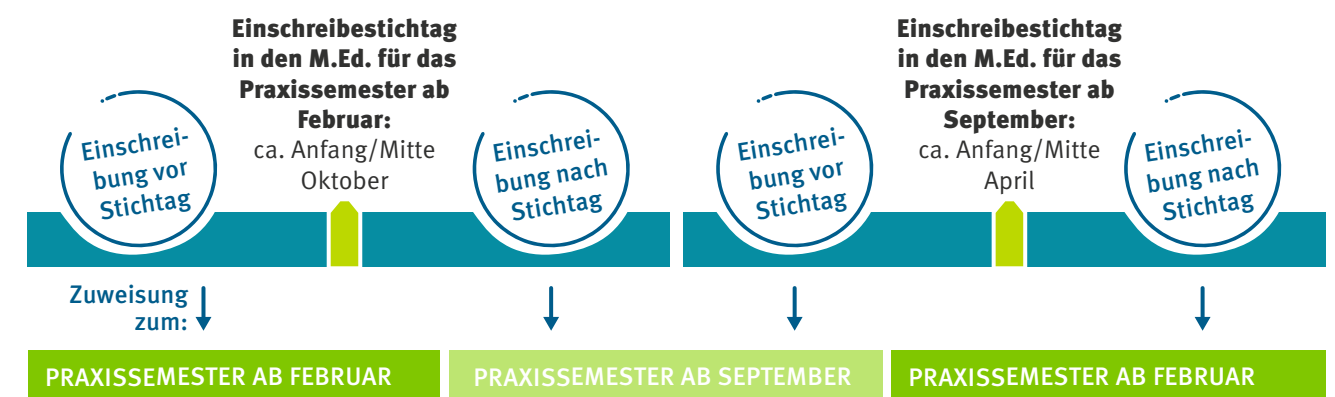 Einschreibestichtag
in den M.Ed. für das
Praxissemester ab
Februar:
ca. Anfang/Mitte
Oktober
Einschreibestichtag
in den M.Ed. für das
Praxissemester ab
September:
ca. Anfang/Mitte
April
Einschrei-
bung vor
Stichtag
Einschrei-
bung nach
Stichtag
Einschrei-
bung vor
Stichtag
Einschrei-
bung nach
Stichtag
Zuweisung
zum:
PRAXISSEMESTER AB FEBRUAR
PRAXISSEMESTER AB SEPTEMBER
PRAXISSEMESTER AB FEBRUAR